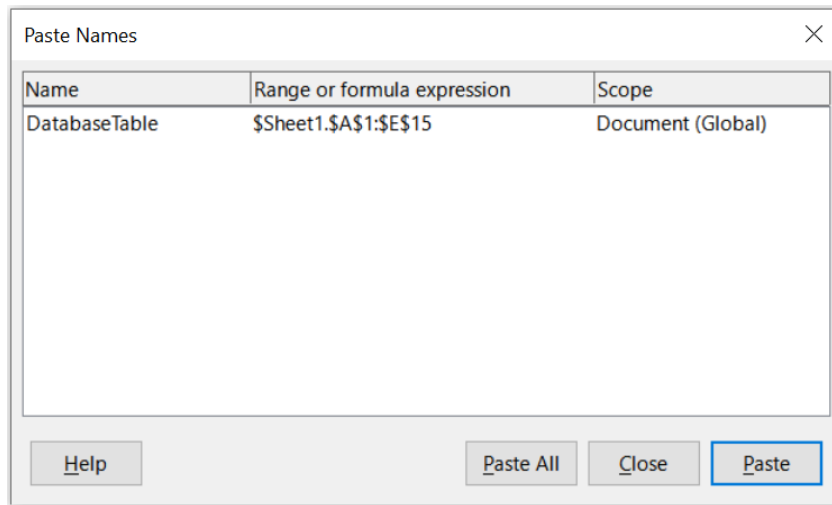 Paste Names
Name Range or formula expression Scope
DatabaseTable $Sheet1.$A$1:$E$15 Document (Global)
Help Paste All Close Paste